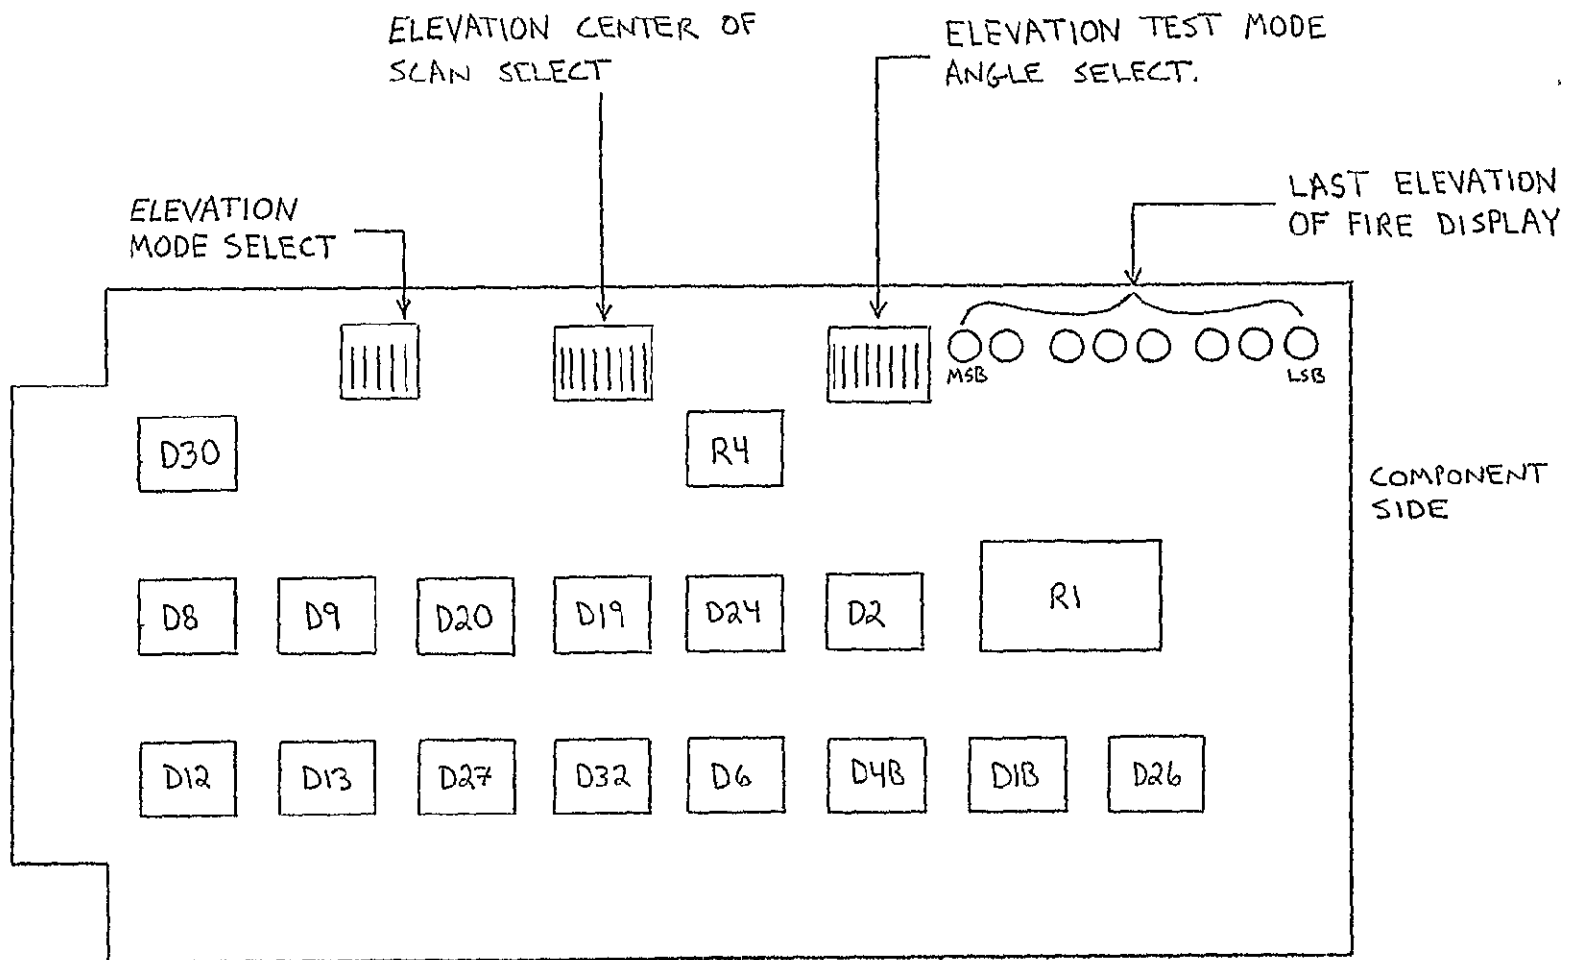 ELEVATION CENTER OF
SCAN SELECT
ELEVATION TEST MODE
ANGLE SELECT.
LAST ELEVATION
OF FIRE DISPLAY
ELEVATION
MODE SELECT
MSB
LSB
D30
R4
COMPONENT
SIDE
D8
D9
D20
D19
D24
D2
R1
D12
D13
D27
D32
D6
D4B
D1B
D26